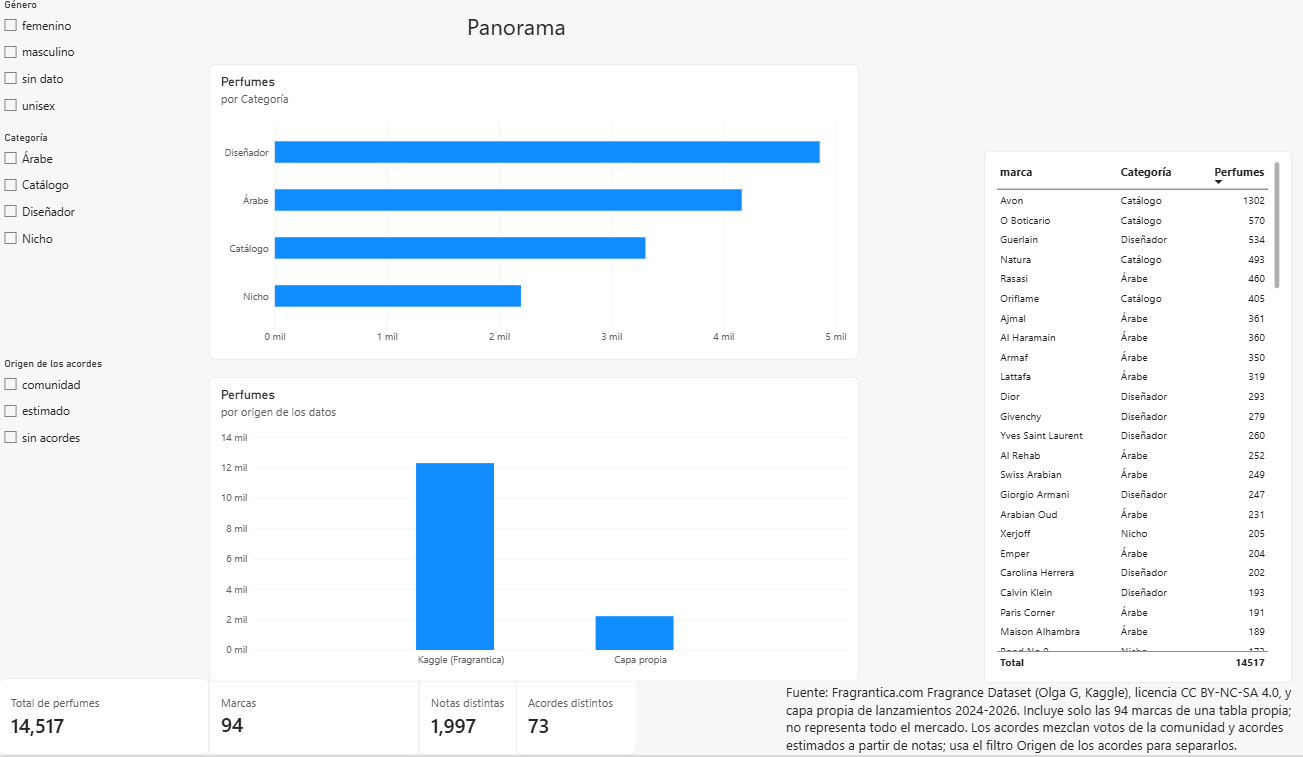 Género
femenino
masculino
sin dato
unisex
Categoría
Árabe
Catálogo
Diseñador
Nicho
Origen de los acordes
comunidad
estimado
sin acordes
Panorama
Perfumes
por Categoría
Diseñador
Árabe
Catálogo
Nicho
0 mil 1 mil 2 mil 3 mil 4 mil 5 mil
Perfumes
por origen de los datos
14 mil
12 mil
10 mil
8 mil
6 mil
4 mil
2 mil
0 mil
Kaggle (Fragrantica) Capa propia
marca Categoría Perfumes
Avon Catálogo 1302
O Boticario Catálogo 570
Guerlain Diseñador 534
Natura Catálogo 493
Rasasi Árabe 460
Oriflame Catálogo 405
Ajmal Árabe 361
Al Haramain Árabe 360
Armaf Árabe 350
Lattafa Árabe 319
Dior Diseñador 293
Givenchy Diseñador 279
Yves Saint Laurent Diseñador 260
Al Rehab Árabe 252
Swiss Arabian Árabe 249
Giorgio Armani Diseñador 247
Arabian Oud Árabe 231
Xerjoff Nicho 205
Emper Árabe 204
Carolina Herrera Diseñador 202
Calvin Klein Diseñador 193
Paris Corner Árabe 191
Maison Alhambra Árabe 189
Total 14517
Total de perfumes
14,517
Marcas
94
Notas distintas
1,997
Acordes distintos
73
Fuente: Fragrantica.com Fragrance Dataset (Olga G, Kaggle), licencia CC BY-NC-SA 4.0, y
capa propia de lanzamientos 2024-2026. Incluye solo las 94 marcas de una tabla propia;
no representa todo el mercado. Los acordes mezclan votos de la comunidad y acordes
estimados a partir de notas; usa el filtro Origen de los acordes para separarlos.